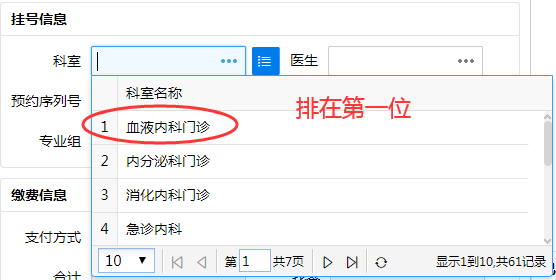 挂号信息
科室
医生
预约序列号
专业组
科室名称
1 血液内科门诊
排在第一位
2 内分泌科门诊
3 消化内科门诊
4 急诊内科
10 第 1 共7页 显示1到10,共61记录
缴费信息
支付方式
合计